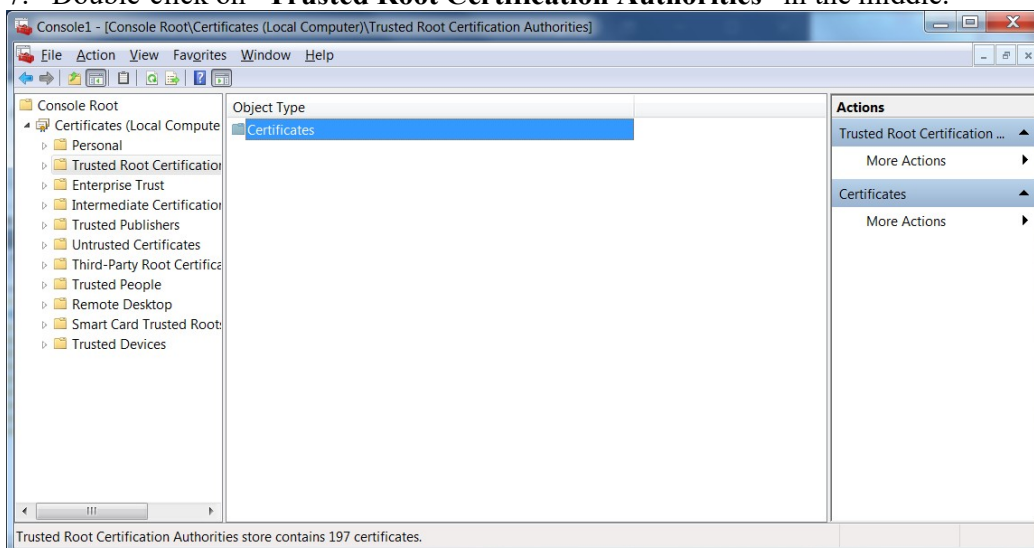 7. Double-click on "Trusted Root Certification Authorities" in the middle.
Console1 - [Console Root\Certificates (Local Computer)\Trusted Root Certification Authorities]
File Action View Favorites Window Help
Console Root
Certificates (Local Compute
Personal
Trusted Root Certification
Enterprise Trust
Intermediate Certification
Trusted Publishers
Untrusted Certificates
Third-Party Root Certifica
Trusted People
Remote Desktop
Smart Card Trusted Roots
Trusted Devices
Object Type
Certificates
Actions
Trusted Root Certification ...
More Actions
Certificates
More Actions
Trusted Root Certification Authorities store contains 197 certificates.